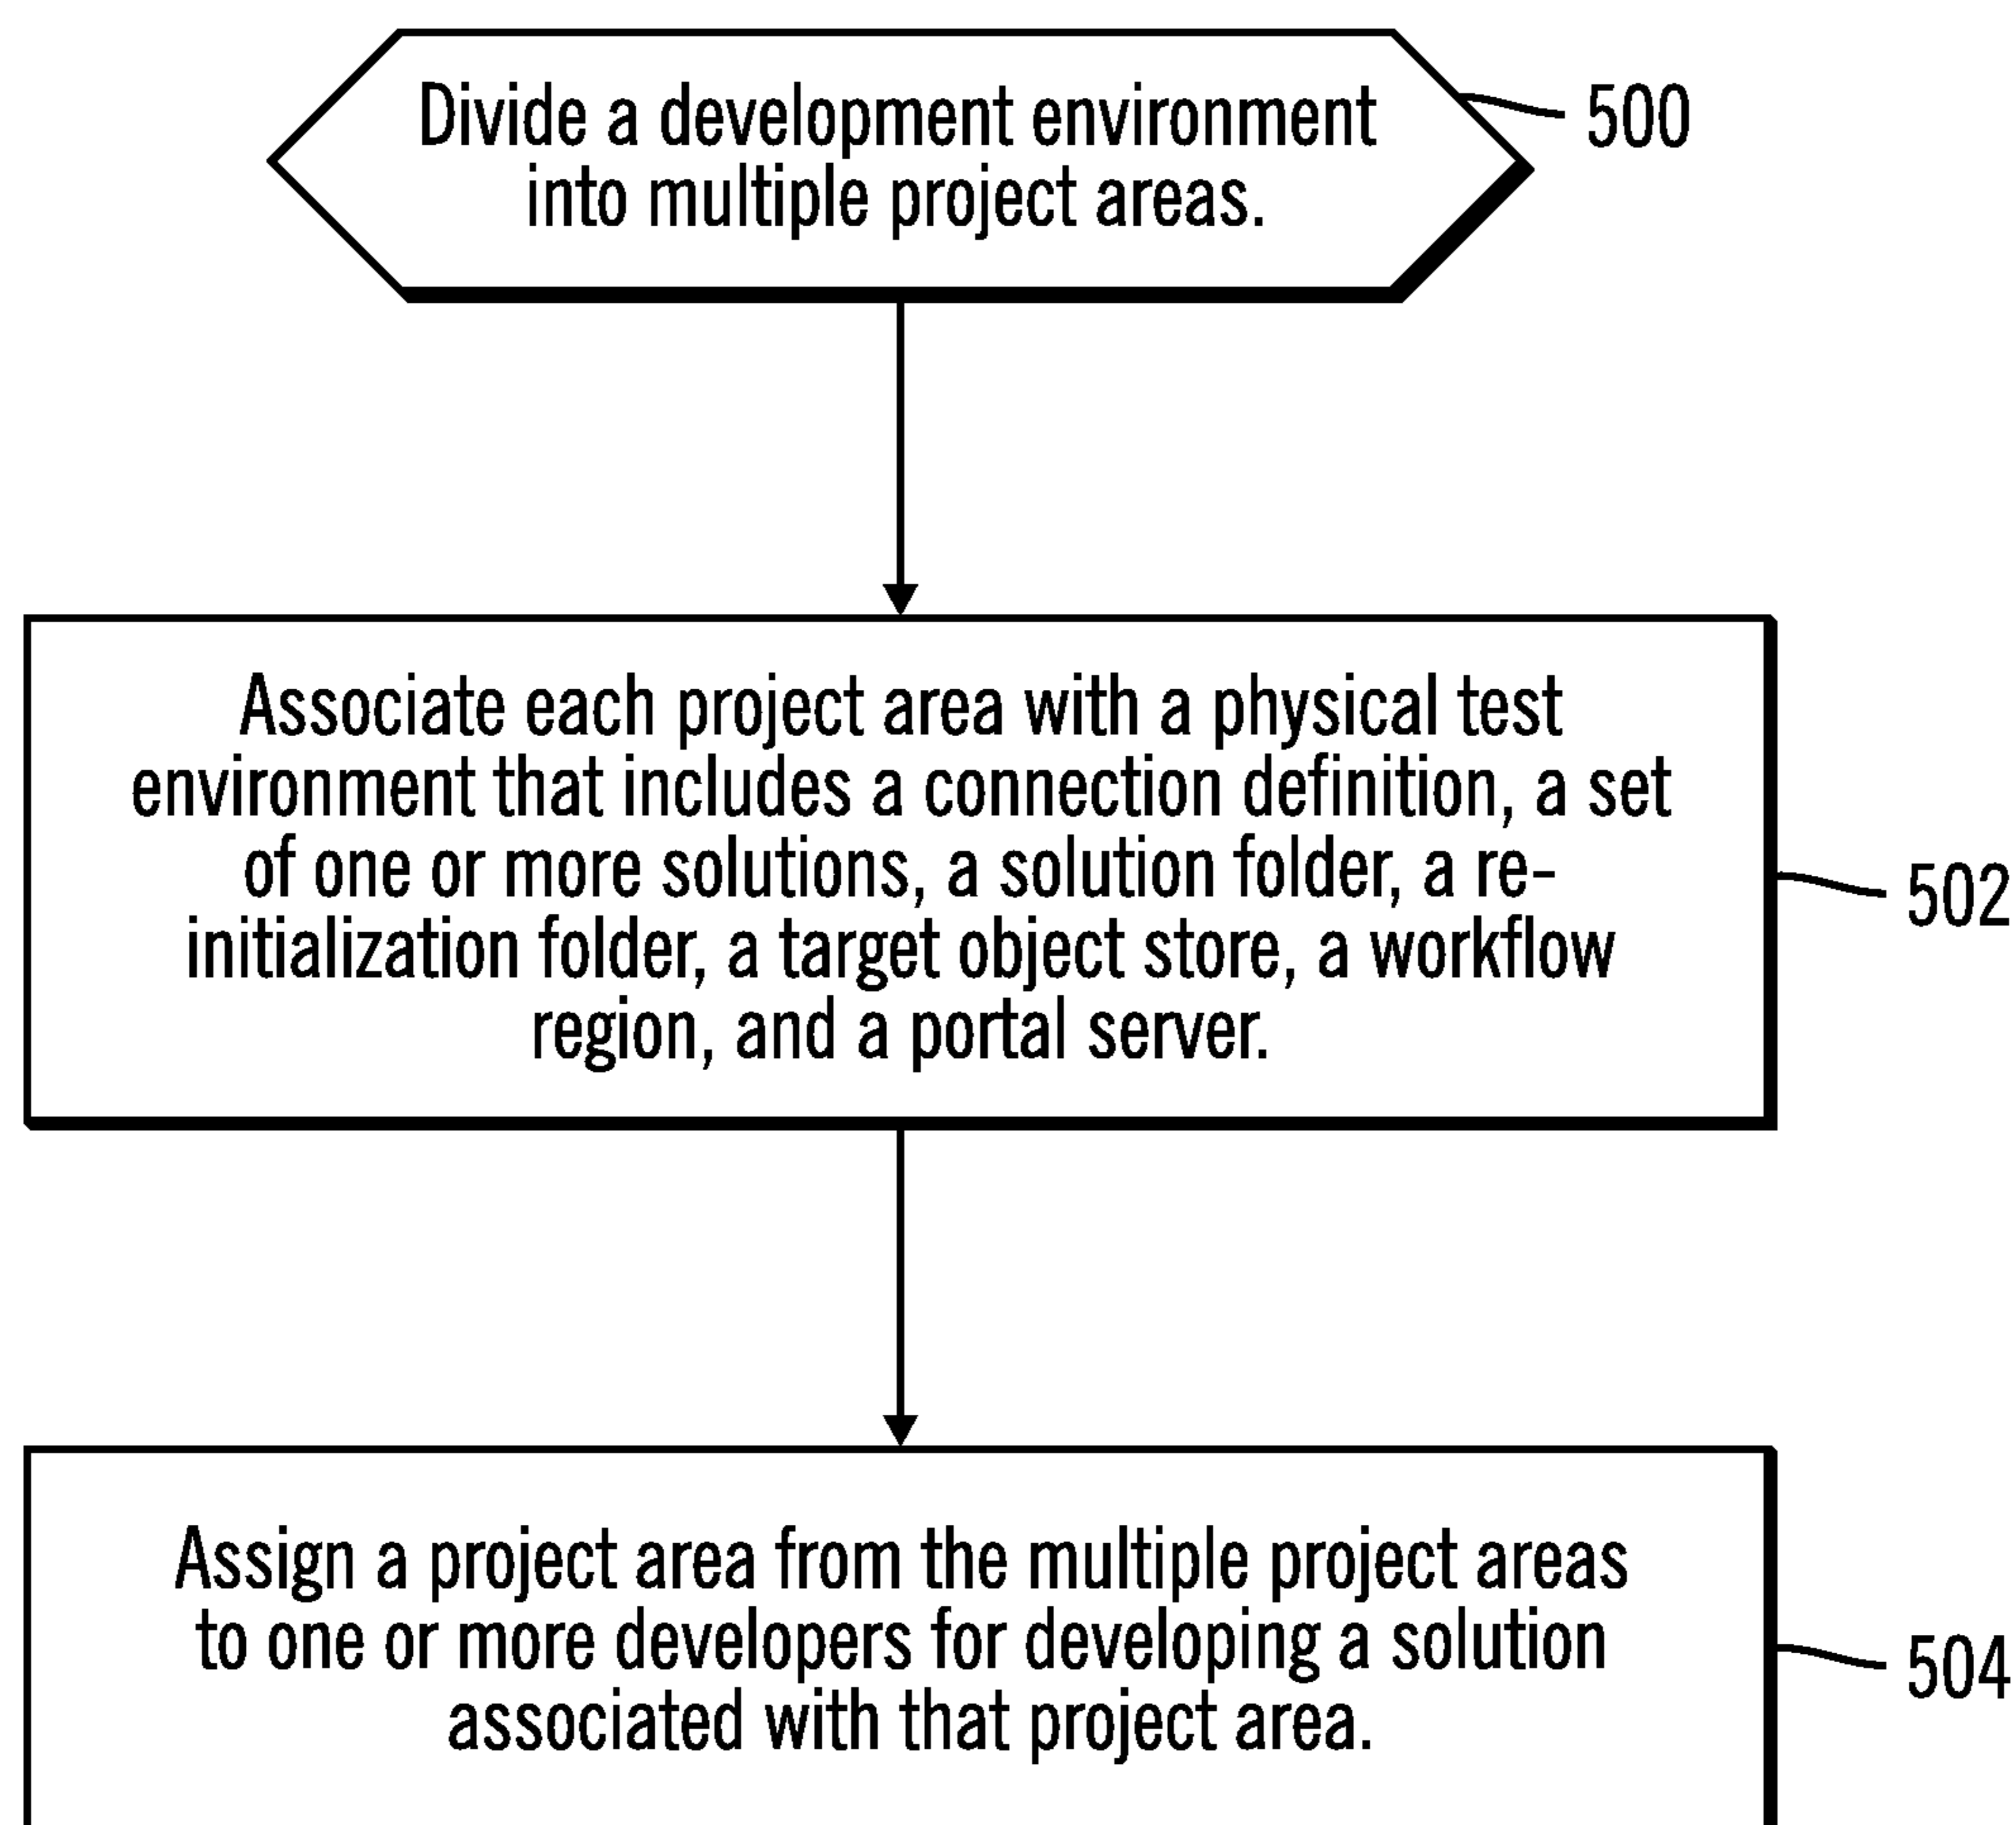 Divide a development environment
into multiple project areas.
500
Associate each project area with a physical test
environment that includes a connection definition, a set
of one or more solutions, a solution folder, a re-
initialization folder, a target object store, a workflow
region, and a portal server.
502
Assign a project area from the multiple project areas
to one or more developers for developing a solution
associated with that project area.
504